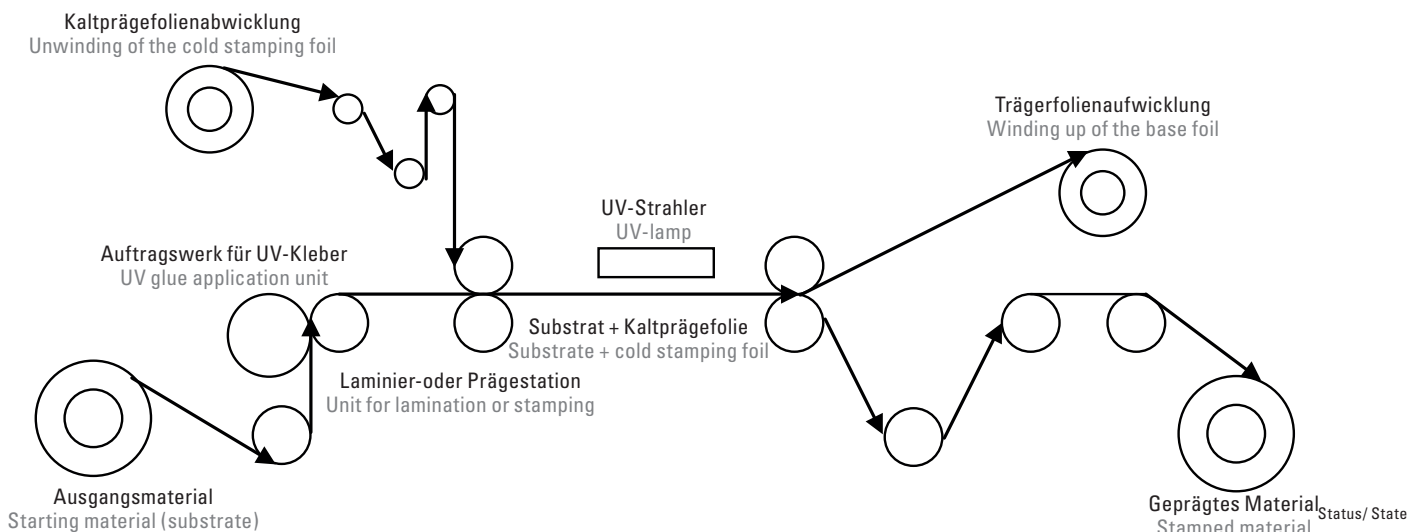 Kaltprägefolienabwicklung
Unwinding of the cold stamping foil
Trägerfolienaufwicklung
Winding up of the base foil
UV-Strahler
UV-lamp
Auftragswerk für UV-Kleber
UV glue application unit
Substrat + Kaltprägefolie
Substrate + cold stamping foil
Laminier-oder Prägestation
Unit for lamination or stamping
Ausgangsmaterial
Starting material (substrate)
Geprägtes Material
Status/ State
Stamped material